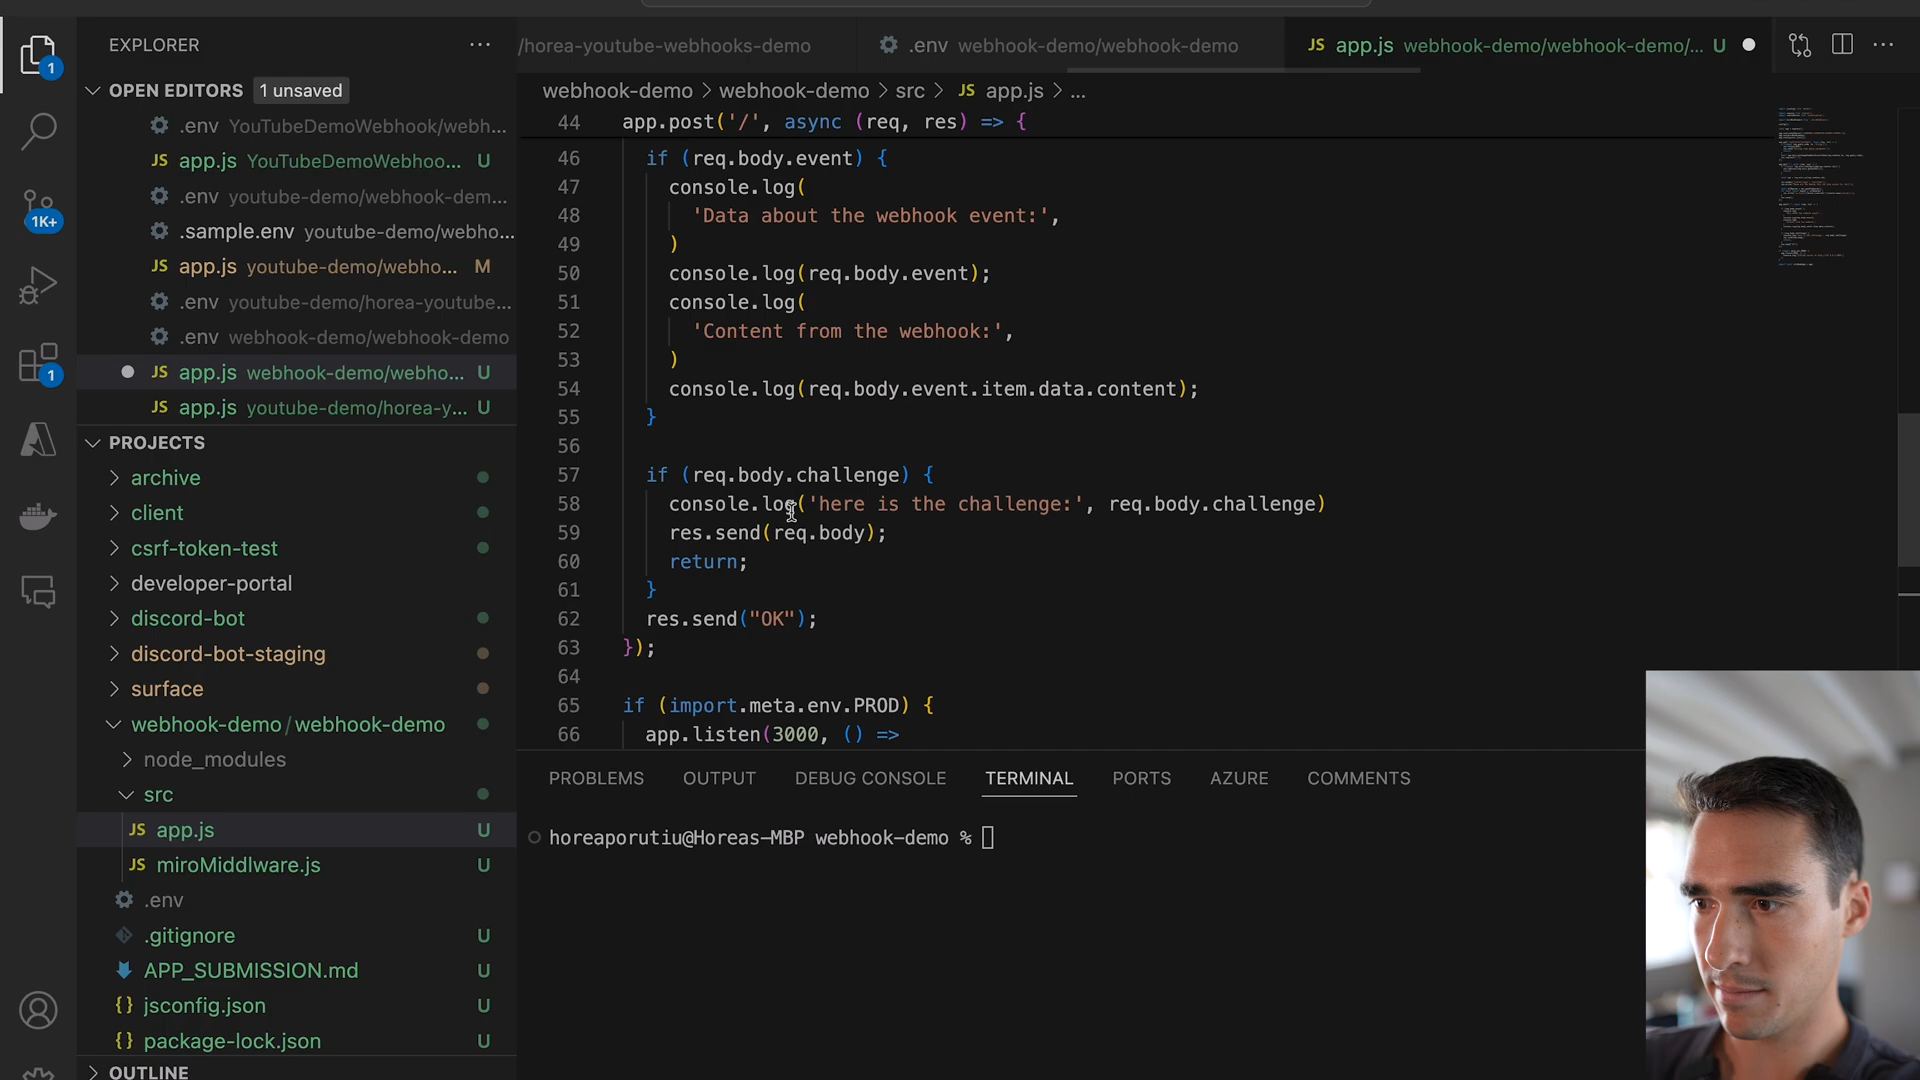 EXPLORER
OPEN EDITORS 1 unsaved
.env YouTubeDemoWebhook/webh...
app.js YouTubeDemoWebhoo... U
.env youtube-demo/webhook-dem...
.sample.env youtube-demo/webho...
app.js youtube-demo/webho... M
.env youtube-demo/horea-youtube...
.env webhook-demo/webhook-demo
app.js webhook-demo/webho... U
app.js youtube-demo/horea-y... U
PROJECTS
archive
client
csrf-token-test
developer-portal
discord-bot
discord-bot-staging
surface
webhook-demo / webhook-demo
node_modules
src
JS app.js U
JS miroMiddlware.js U
.env
.gitignore U
APP_SUBMISSION.md U
{} jsconfig.json U
{} package-lock.json U
OUTLINE
1
1K+
1
/horea-youtube-webhooks-demo
.env webhook-demo/webhook-demo
JS app.js webhook-demo/webhook-demo/... U
webhook-demo > webhook-demo > src > JS app.js > ...
44 app.post('/', async (req, res) => {
46 if (req.body.event) {
47 console.log(
48 'Data about the webhook event:',
49 )
50 console.log(req.body.event);
51 console.log(
52 'Content from the webhook:',
53 )
54 console.log(req.body.event.item.data.content);
55 }
56
57 if (req.body.challenge) {
58 console.log('here is the challenge:', req.body.challenge)
59 res.send(req.body);
60 return;
61 }
62 res.send("OK");
63 });
64
65 if (import.meta.env.PROD) {
66 app.listen(3000, () =>
PROBLEMS OUTPUT DEBUG CONSOLE TERMINAL PORTS AZURE COMMENTS
horeaporutiu@Horeas-MBP webhook-demo %